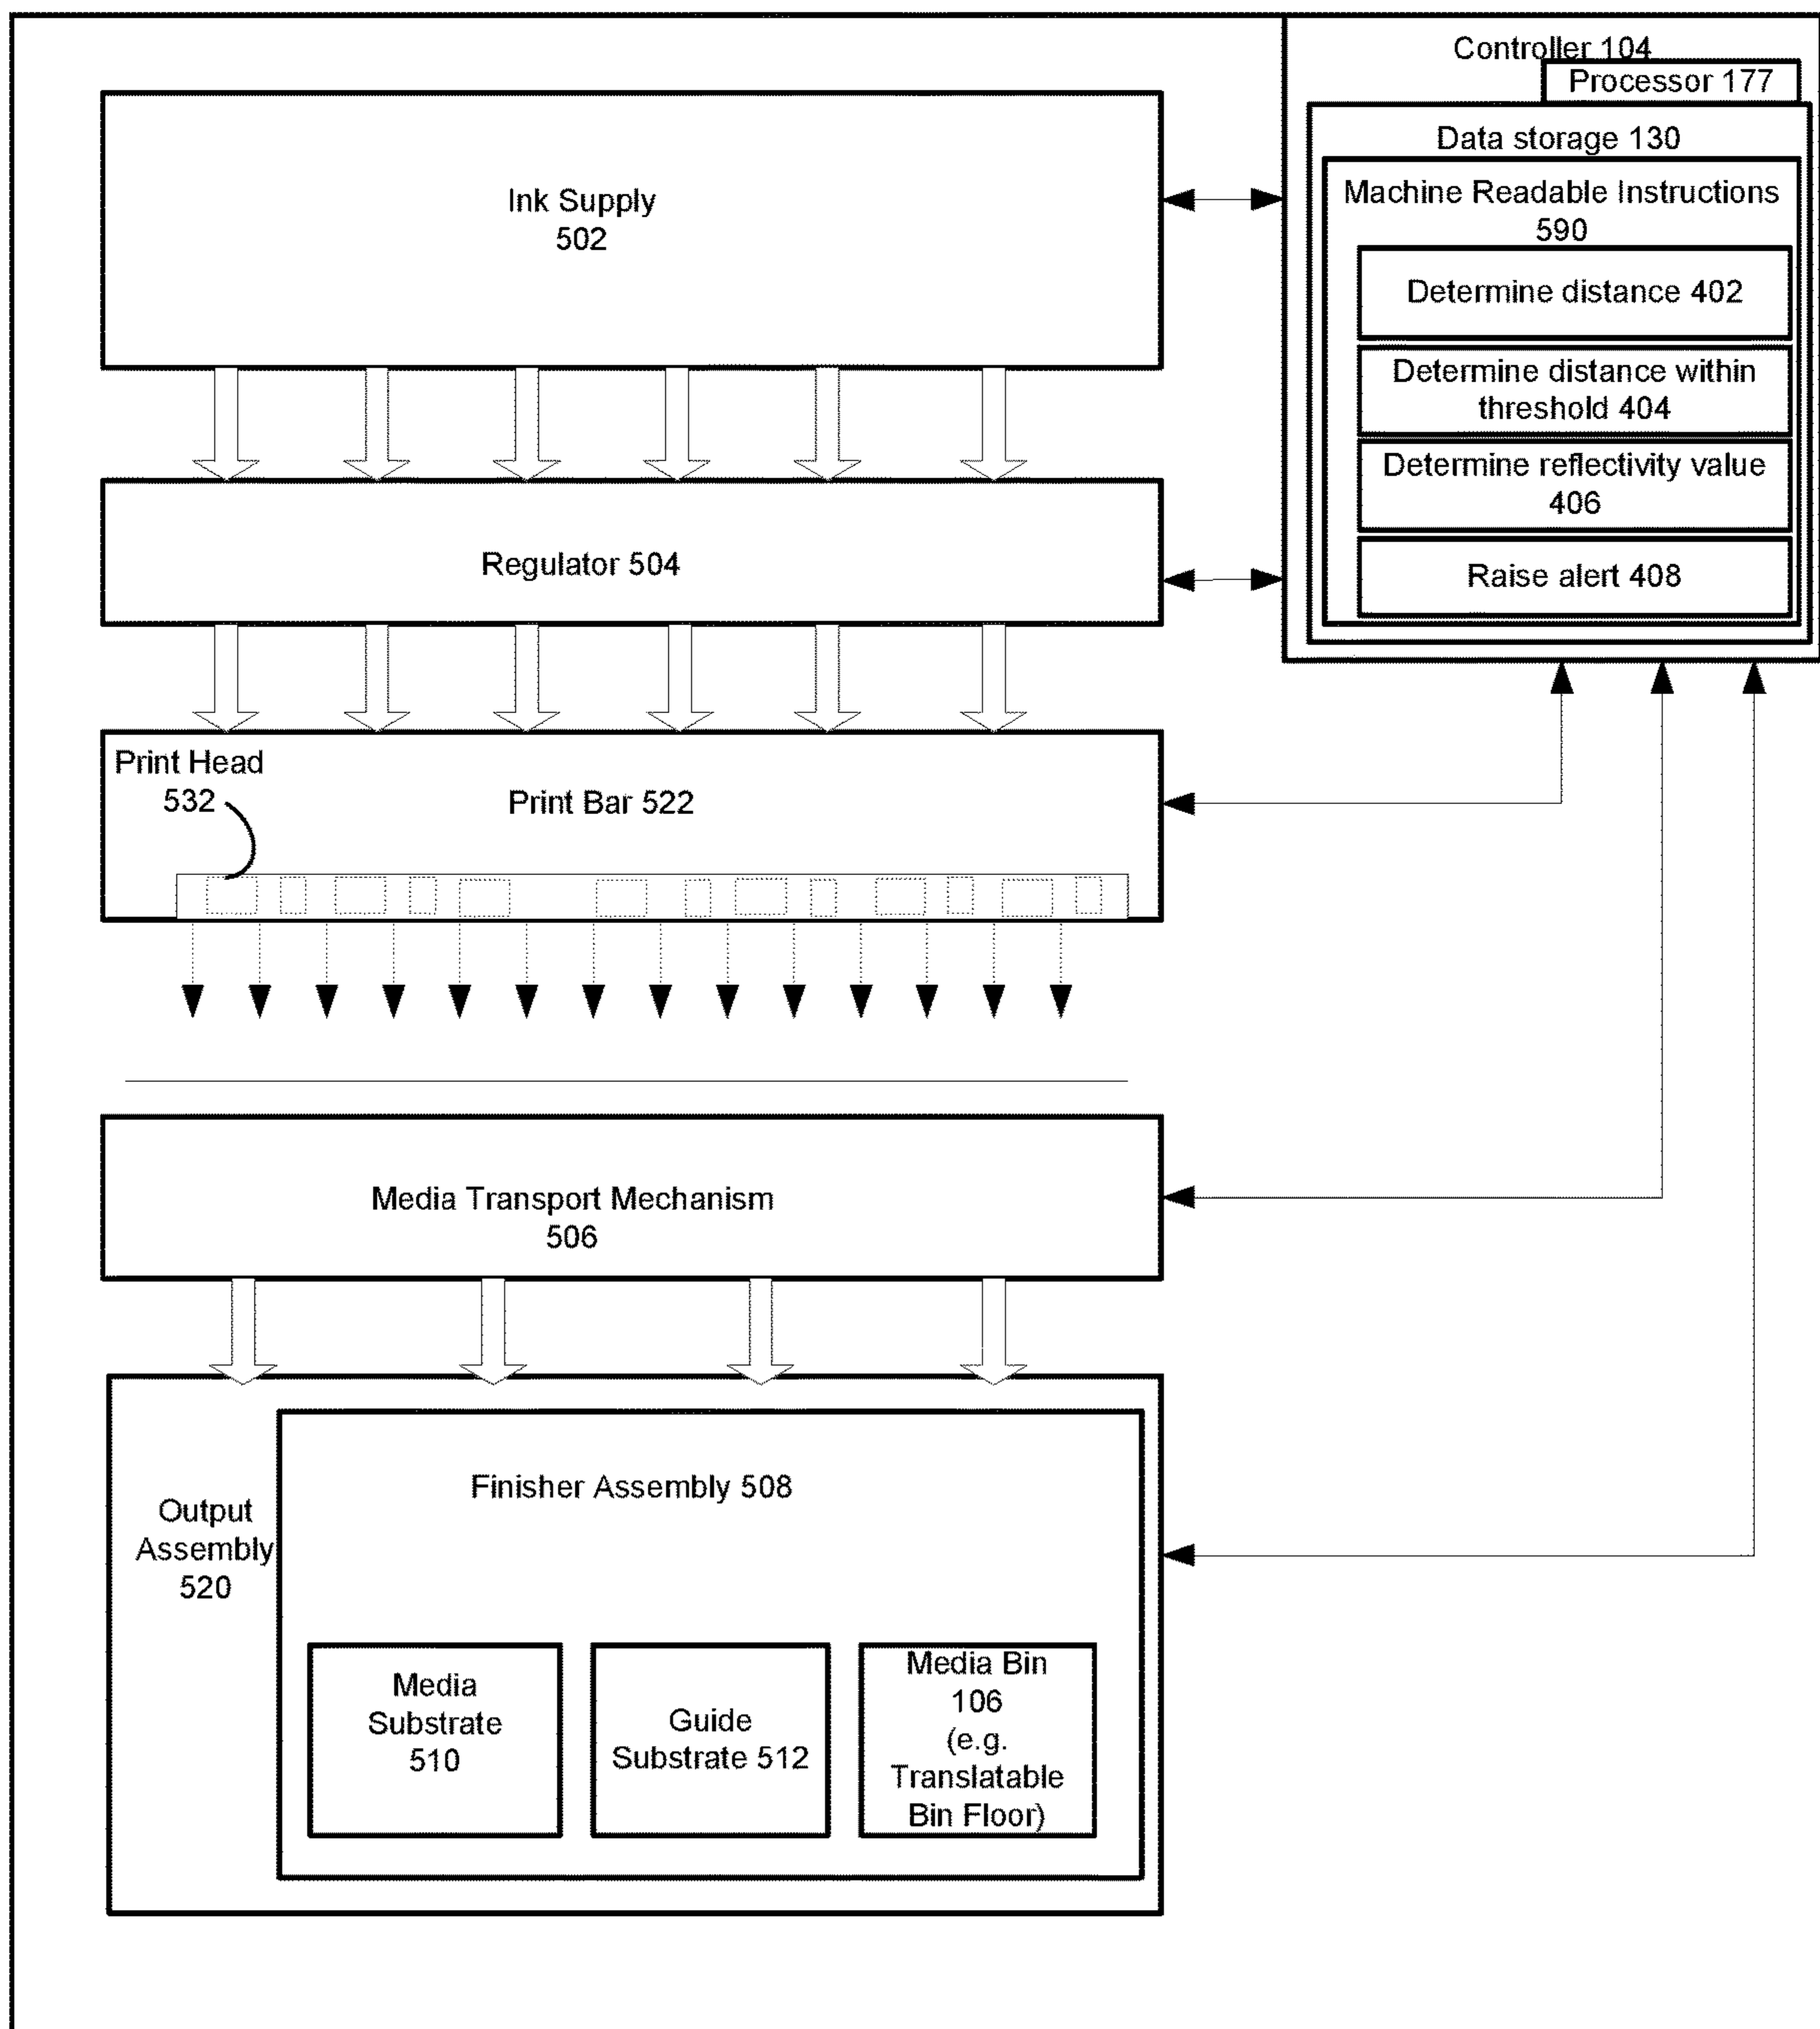 Controller 104
Processor 177
Data storage 130
Machine Readable Instructions
590
Determine distance 402
Determine distance within
threshold 404
Determine reflectivity value
406
Raise alert 408
Ink Supply
502
Regulator 504
Print Head
532
Print Bar 522
Media Transport Mechanism
506
Output
Assembly
520
Finisher Assembly 508
Media
Substrate
510
Guide
Substrate 512
Media Bin
106
(e.g.
Translatable
Bin Floor)